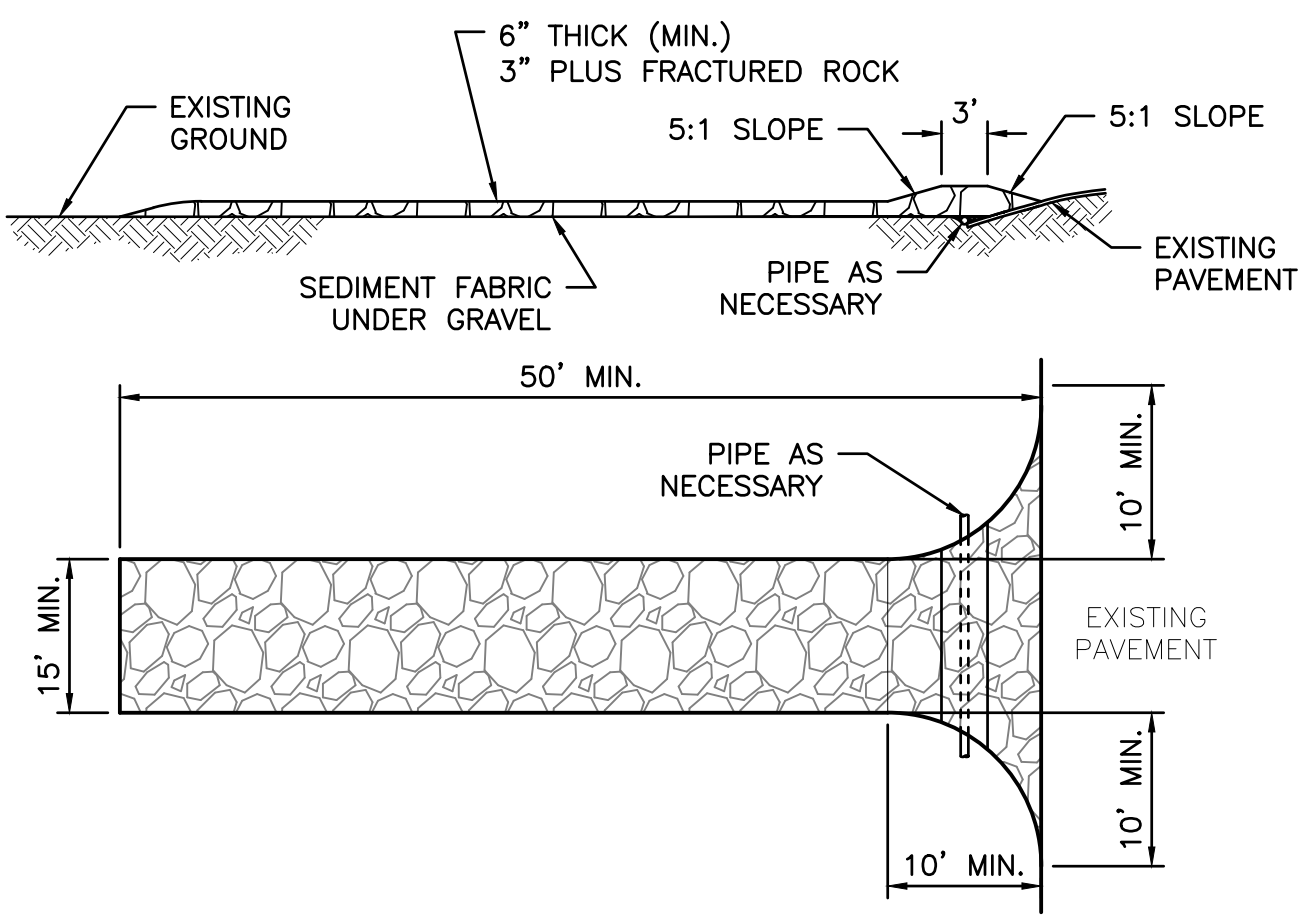 6” THICK (MIN.)
3” PLUS FRACTURED ROCK
EXISTING
GROUND
5:1 SLOPE
3’
5:1 SLOPE
SEDIMENT FABRIC
UNDER GRAVEL
PIPE AS
NECESSARY
EXISTING
PAVEMENT
50’ MIN.
PIPE AS
NECESSARY
10’ MIN.
15’ MIN.
EXISTING
PAVEMENT
10’ MIN.
10’ MIN.